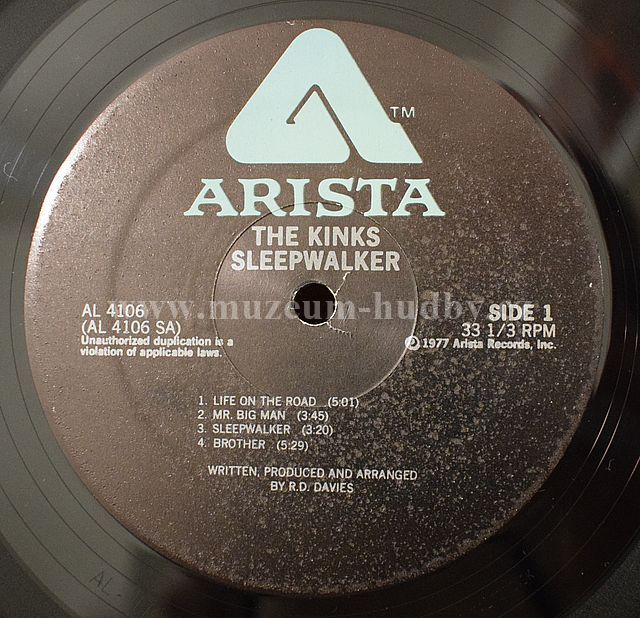 TM
ARISTA
THE KINKS
SLEEPWALKER
www.muzeum-hudby
AL 4106
(AL 4106 SA)
Unauthorized duplication is a
violation of applicable laws.
SIDE 1
33 1/3 RPM
Ⓟ 1977 Arista Records, Inc.
1. LIFE ON THE ROAD (5:01)
2. MR. BIG MAN (3:45)
3. SLEEPWALKER (3:20)
4. BROTHER (5:29)
WRITTEN, PRODUCED AND ARRANGED
BY R.D. DAVIES
AL-